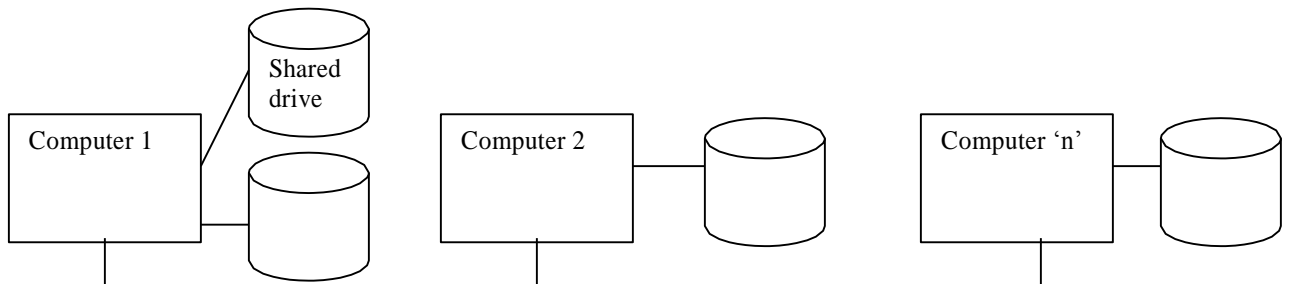 Shared
drive
Computer 1
Computer 2
Computer ‘n’